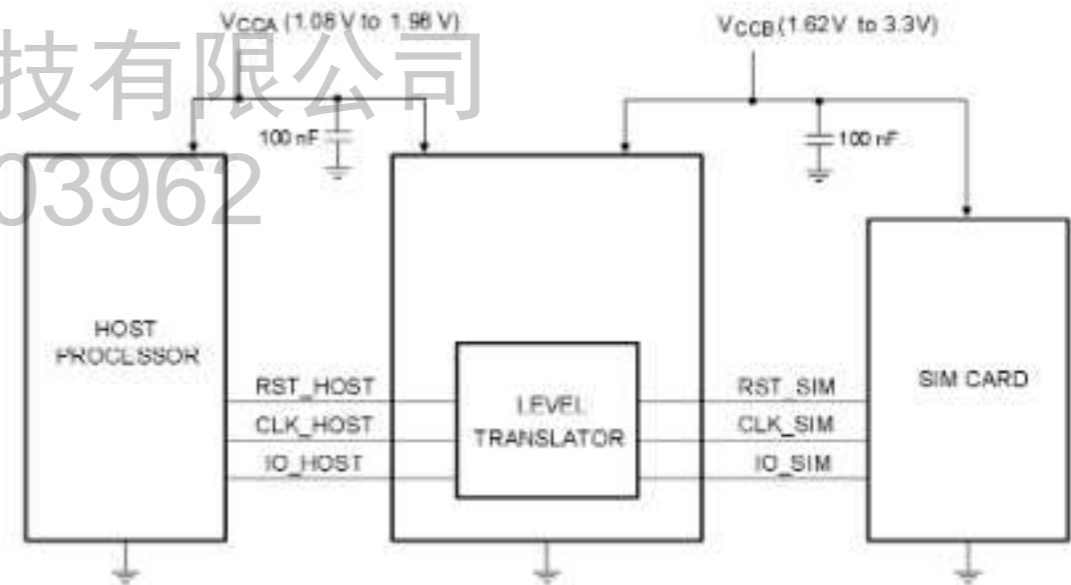 VCCA (1.08 V to 1.98 V)
VCCB (1.62V to 3.3V)
技有限公司
100 nF
100 nF
03962
HOST
PROCESSOR
RST_HOST
CLK_HOST
IO_HOST
LEVEL
TRANSLATOR
RST_SIM
CLK_SIM
IO_SIM
SIM CARD